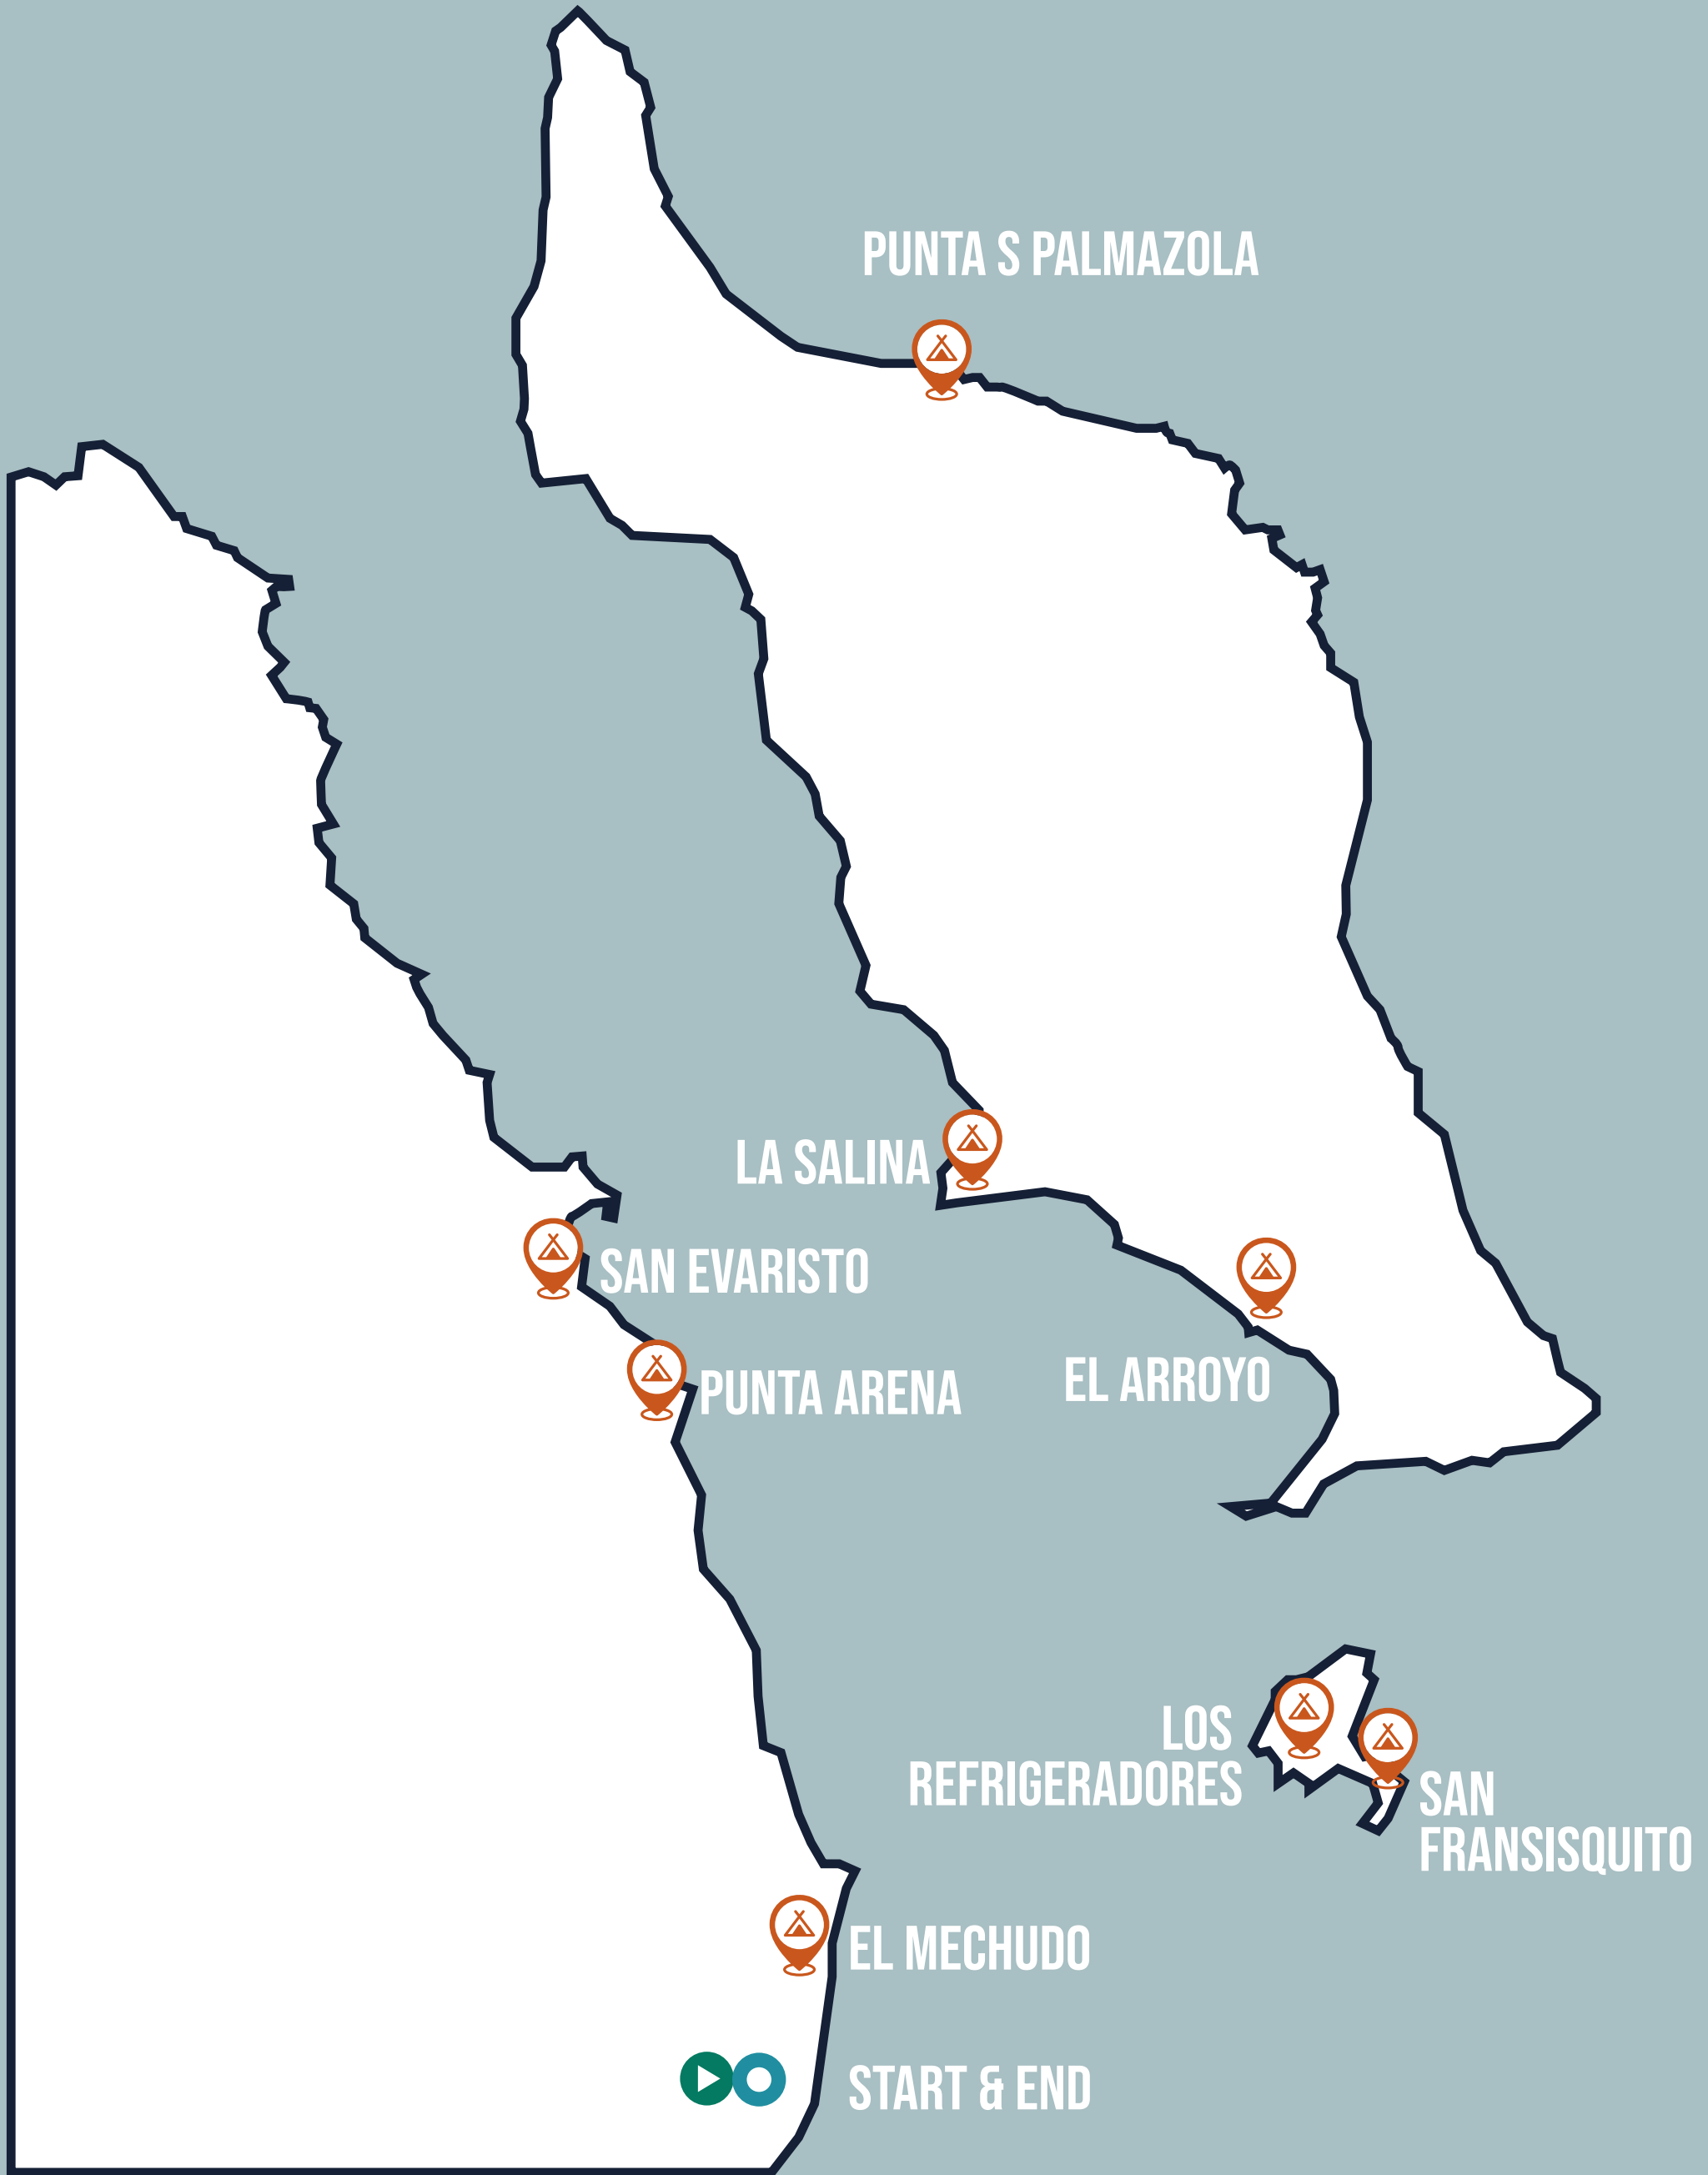 PUNTA S PALMAZOLA
LA SALINA
SAN EVARISTO
EL ARROYO
PUNTA ARENA
LOS
REFRIGERADORES
SAN
FRANSISQUITO
EL MECHUDO
START & END